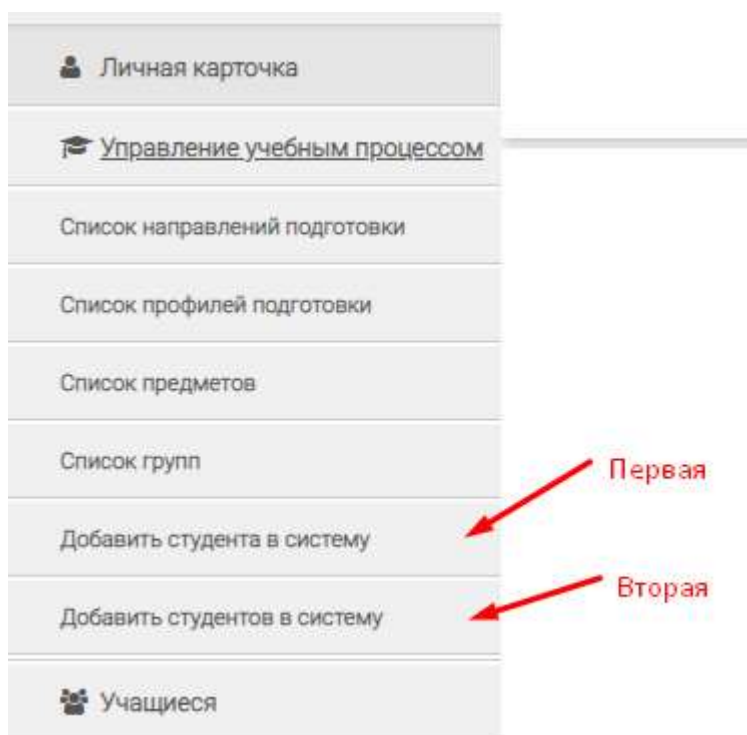 Личная карточка
Управление учебным процессом
Список направлений подготовки
Список профилей подготовки
Список предметов
Список групп
Первая
Добавить студента в систему
Вторая
Добавить студентов в систему
Учащиеся